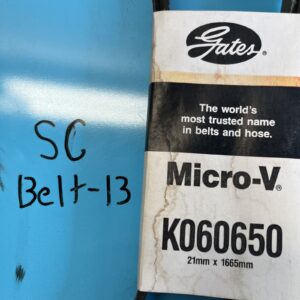 SC
Belt-13
Gates®
The world's
most trusted name
in belts and hose.
Micro-V®
K060650
21mm x 1665mm